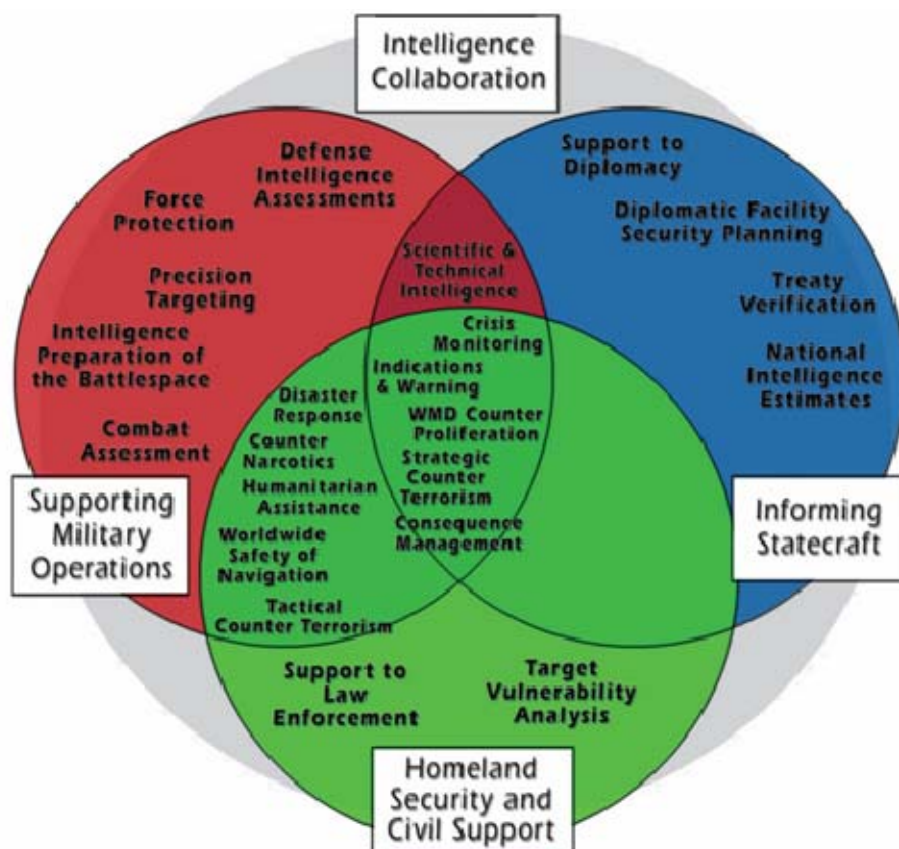 Intelligence
Collaboration
Defense
Intelligence
Assessments
Force
Protection
Precision
Targeting
Intelligence
Preparation of
the Battlespace
Combat
Assessment
Supporting
Military
Operations
Support to
Diplomacy
Diplomatic Facility
Security Planning
Treaty
Verification
National
Intelligence
Estimates
Informing
Statecraft
Scientific &
Technical
Intelligence
Crisis
Monitoring
Indications
& Warning
WMD Counter
Proliferation
Strategic
Counter
Terrorism
Consequence
Management
Disaster
Response
Counter
Narcotics
Humanitarian
Assistance
Worldwide
Safety of
Navigation
Tactical
Counter Terrorism
Support to
Law
Enforcement
Target
Vulnerability
Analysis
Homeland
Security and
Civil Support